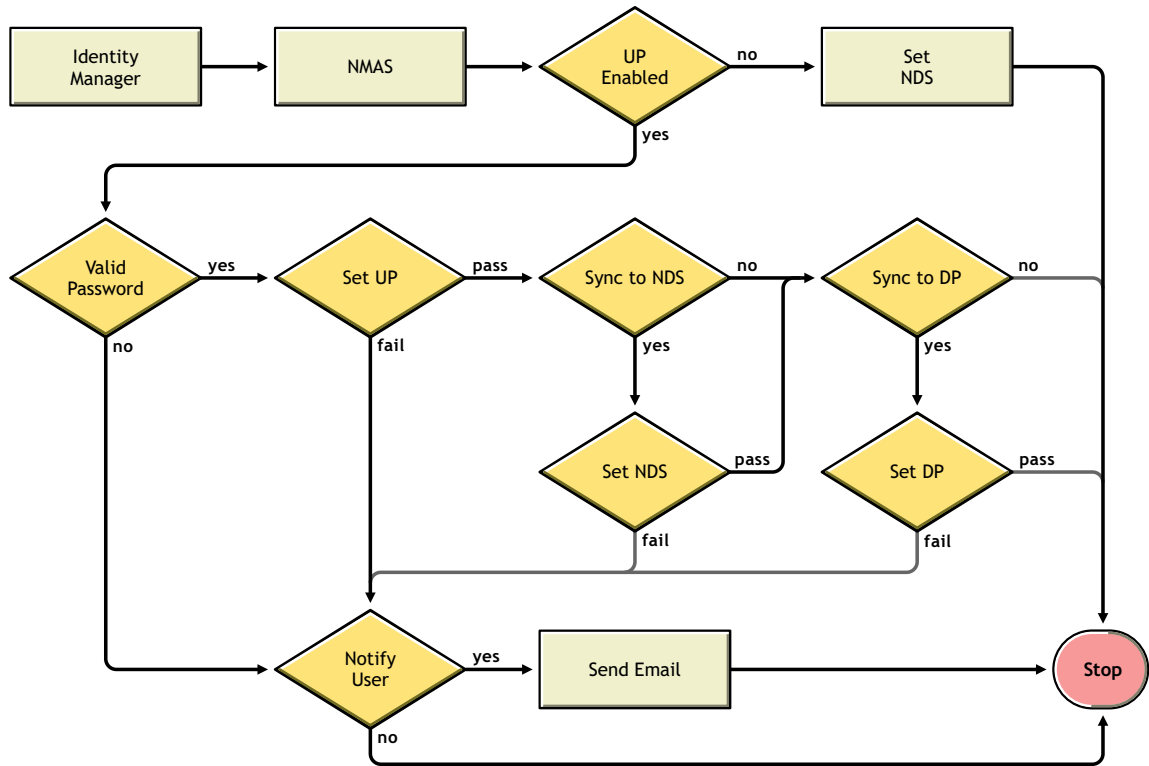 Identity
Manager
NMAS
UP
Enabled
no
Set
NDS
yes
Valid
Password
yes
Set UP
pass
Sync to NDS
no
Sync to DP
no
no
fail
yes
yes
Set NDS
pass
Set DP
pass
fail
fail
Notify
User
yes
Send Email
Stop
no